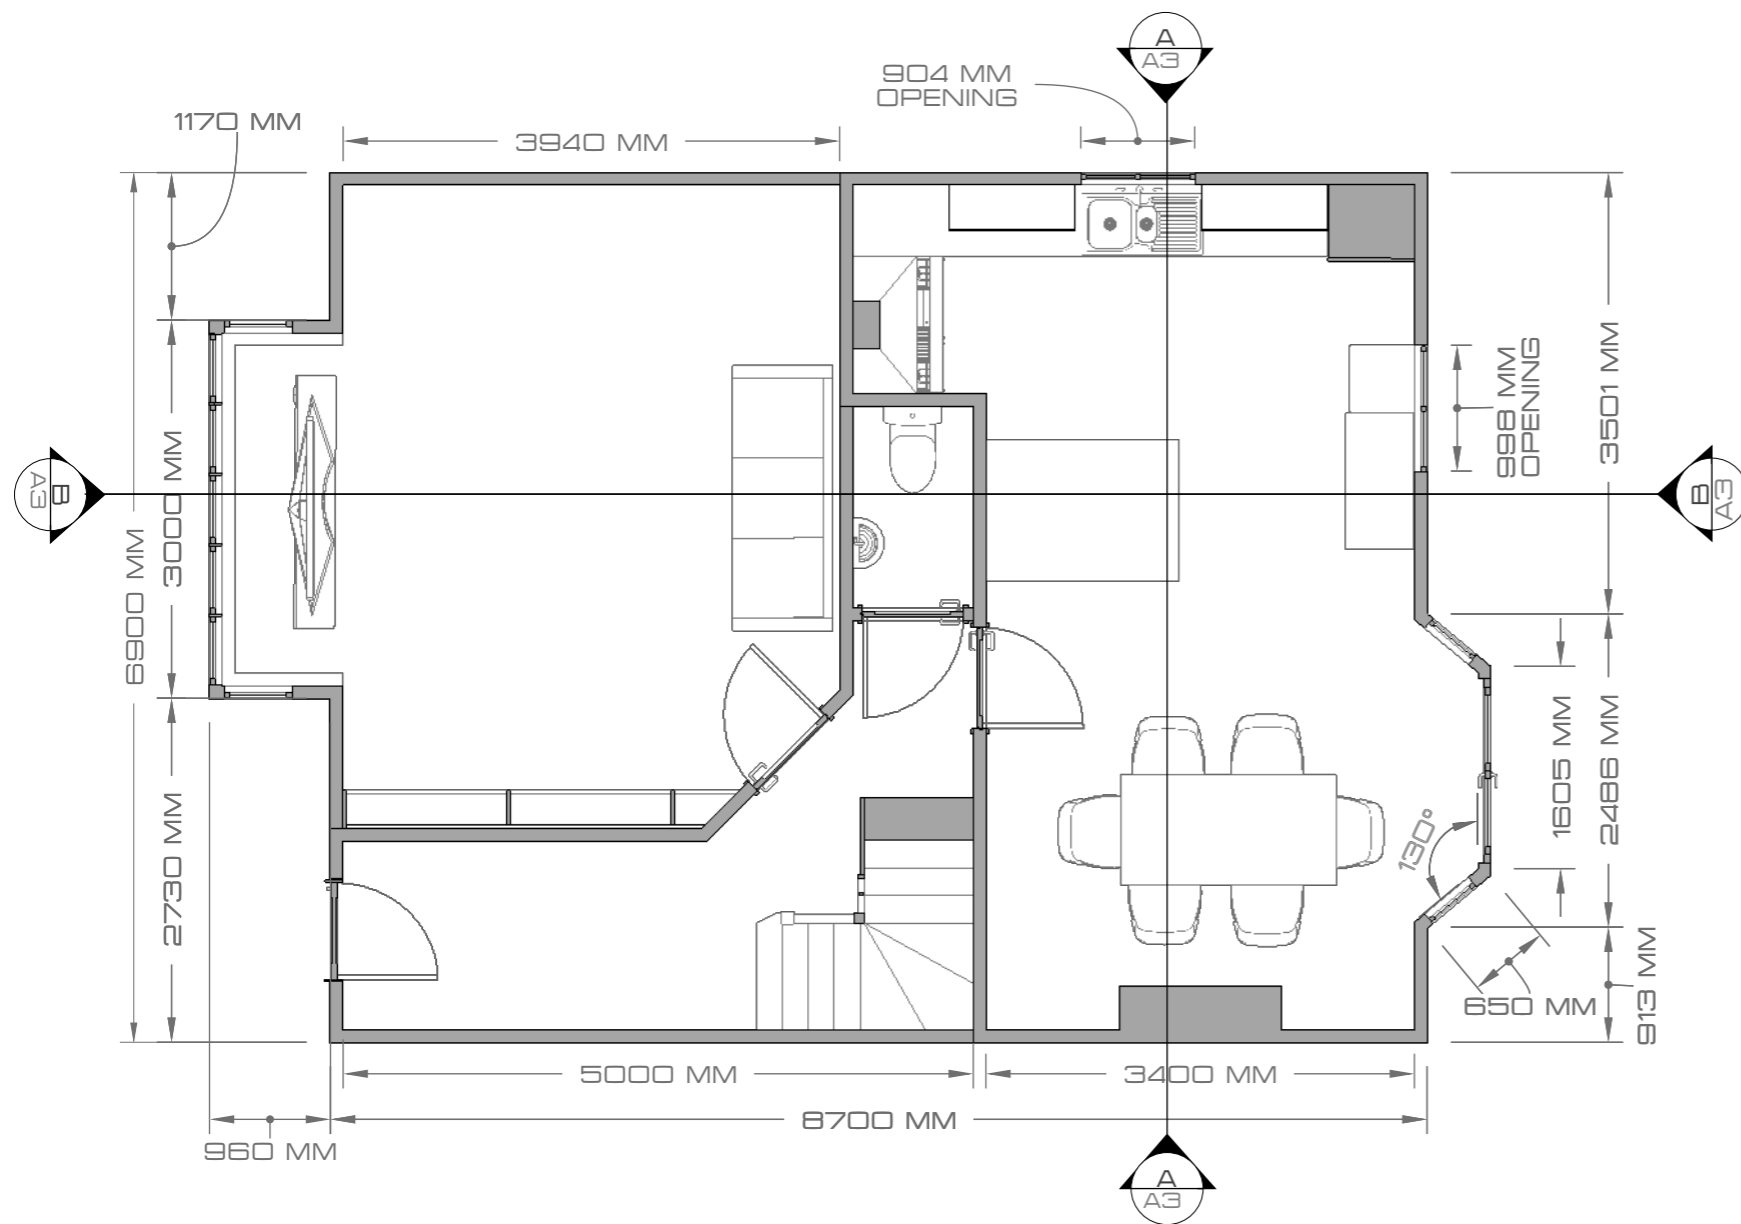 A
A3
904 MM
OPENING
1170 MM
3940 MM
998 MM
OPENING
3501 MM
B
A3
B
A3
6900 MM
3000 MM
2730 MM
1605 MM
2486 MM
130°
650 MM
913 MM
5000 MM
3400 MM
8700 MM
960 MM
A
A3